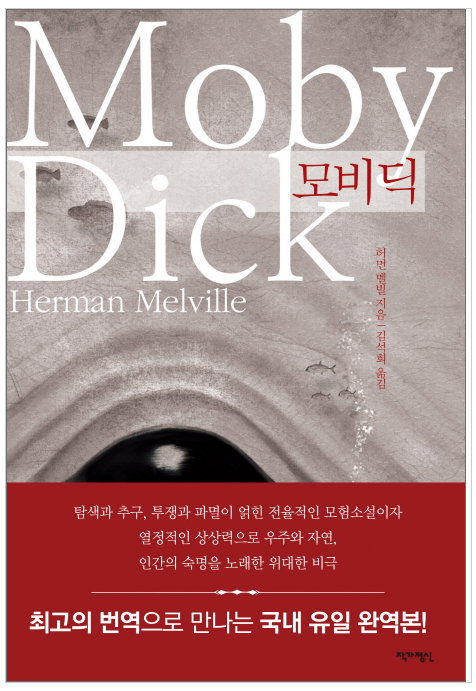 Moby
Dick
모비딕
Herman Melville
허먼 멜빌 지음 | 김석희 옮김
탐색과 추구, 투쟁과 파멸이 얽힌 전율적인 모험소설이자
열정적인 상상력으로 우주와 자연,
인간의 숙명을 노래한 위대한 비극
최고의 번역으로 만나는 국내 유일 완역본!
작가정신